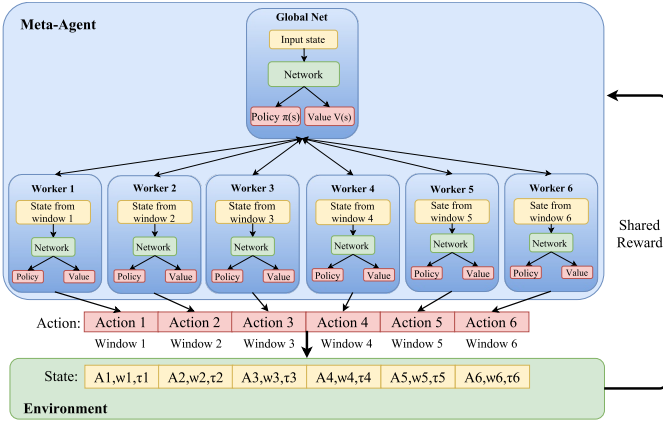 Meta-Agent
Global Net
Input state
Network
Policy π(s)
Value V(s)
Worker 1
Worker 2
Worker 3
Worker 4
Worker 5
Worker 6
State from
window 1
State from
window 2
State from
window 3
State from
window 4
Sate from
window 5
Sate from
window 6
Network
Network
Network
Network
Network
Network
Policy
Value
Policy
Value
Policy
Value
Policy
Value
Policy
Value
Policy
Value
Shared
Reward
Action:
Action 1
Action 2
Action 3
Action 4
Action 5
Action 6
Window 1
Window 2
Window 3
Window 4
Window 5
Window 6
State:
A1,w1,τ1
A2,w2,τ2
A3,w3,τ3
A4,w4,τ4
A5,w5,τ5
A6,w6,τ6
Environment